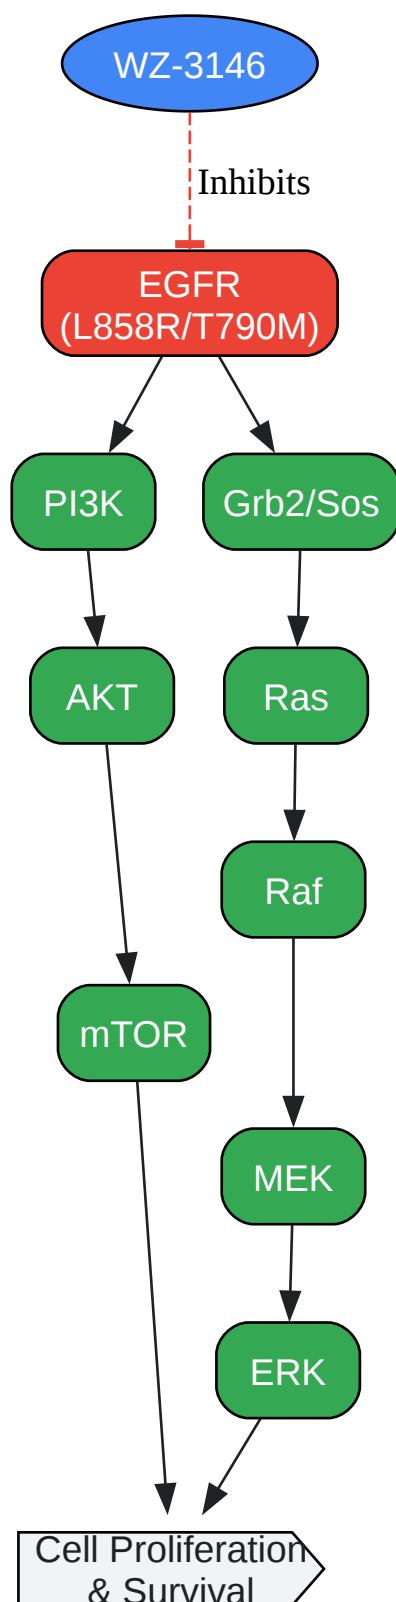 WZ-3146
Inhibits
EGFR
(L858R/T790M)
PI3K
Grb2/Sos
AKT
Ras
Raf
mTOR
MEK
ERK
Cell Proliferation
& Survival